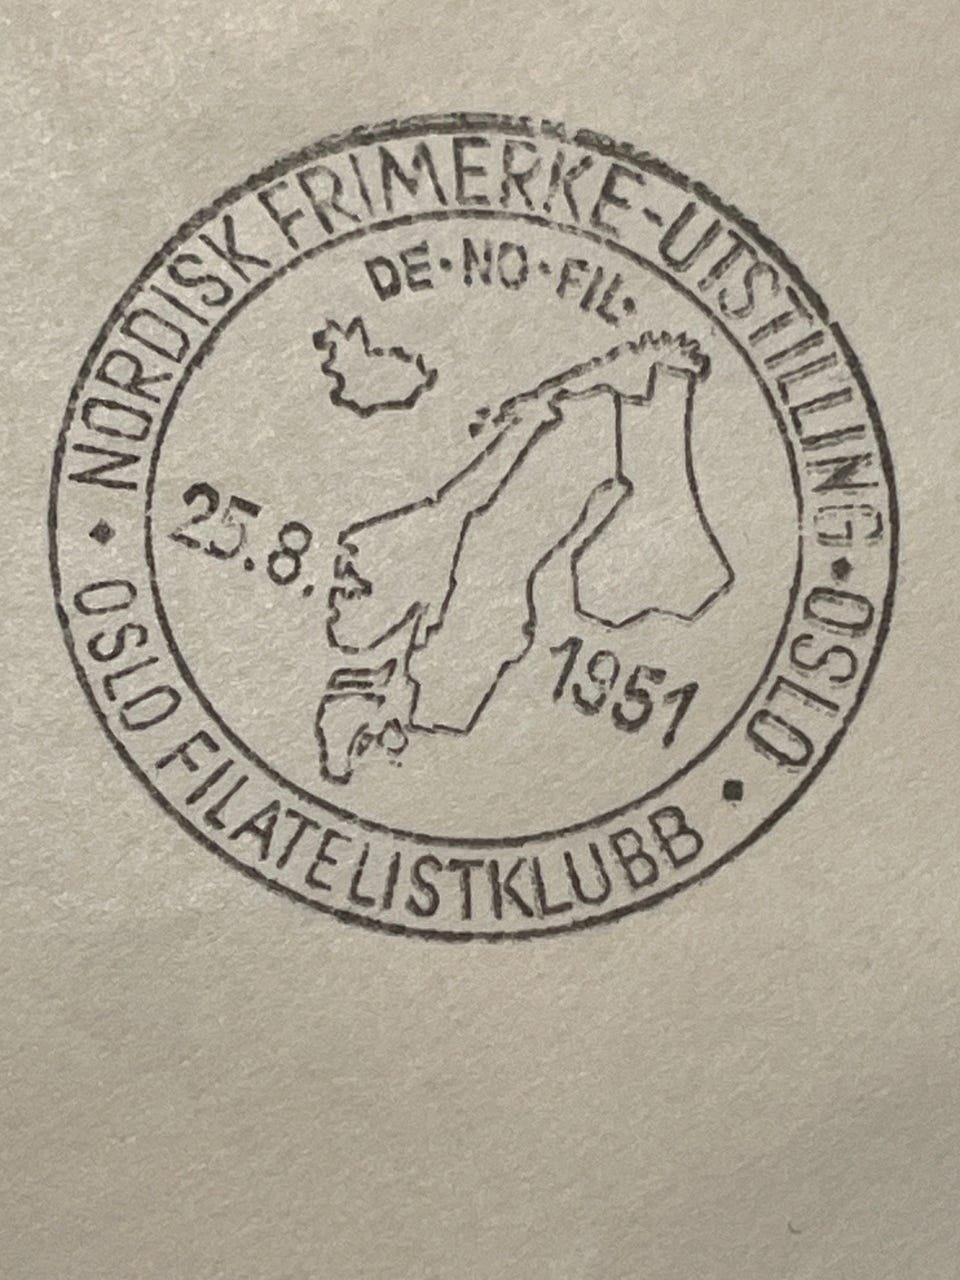 NORDISK FRIMERKE-UTSTILLING • OSLO •
OSLO FILATELISTKLUBB •
DE·NO·FIL·
25.8.
1951